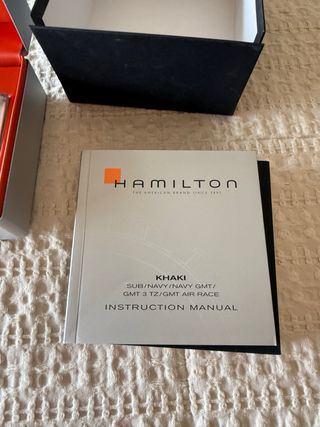 HAMILTON
THE AMERICAN BRAND SINCE 1892
KHAKI
SUB/NAVY/NAVY GMT/
GMT 3 TZ/GMT AIR RACE
INSTRUCTION MANUAL